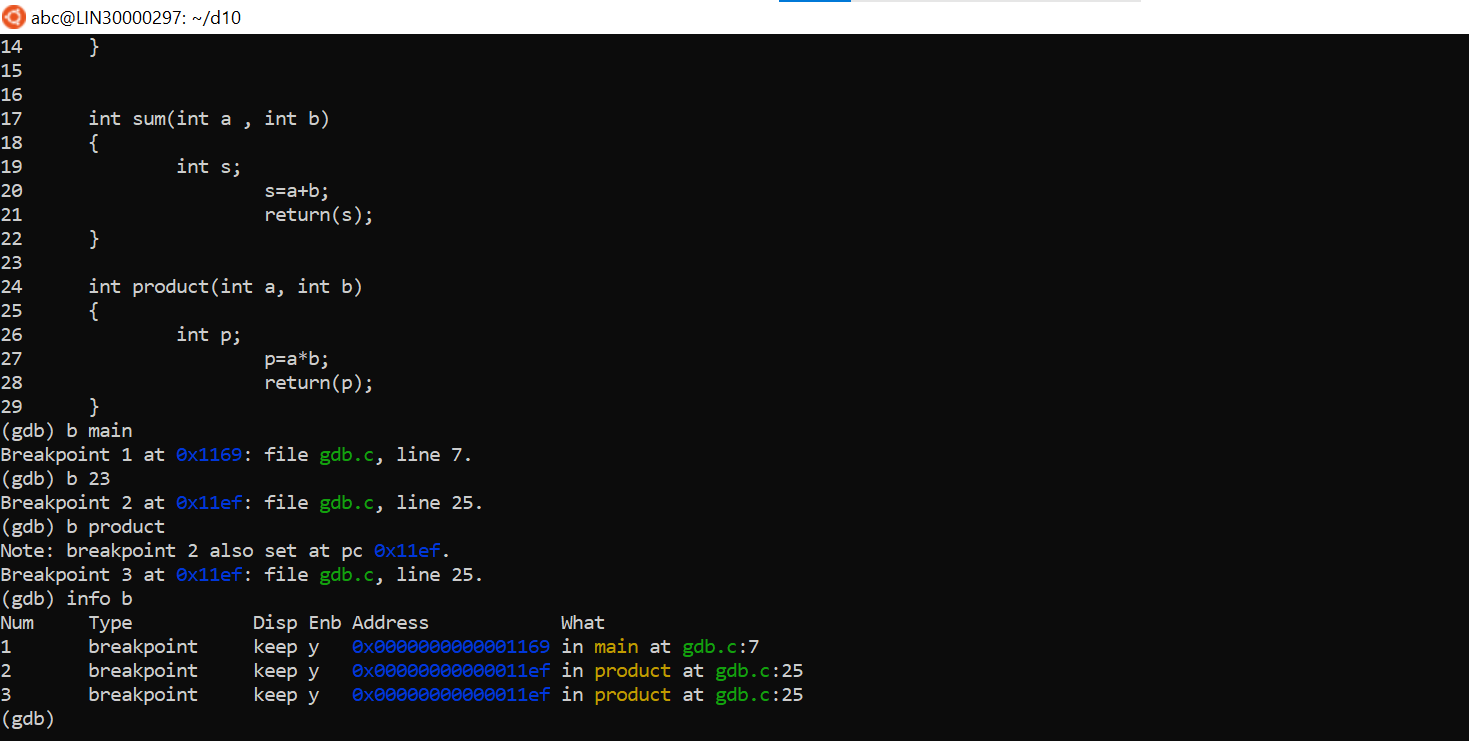 abc@LIN30000297: ~/d10
14      }
15
16
17      int sum(int a , int b)
18      {
19              int s;
20                      s=a+b;
21                      return(s);
22      }
23
24      int product(int a, int b)
25      {
26              int p;
27                      p=a*b;
28                      return(p);
29      }
(gdb) b main
Breakpoint 1 at 0x1169: file gdb.c, line 7.
(gdb) b 23
Breakpoint 2 at 0x11ef: file gdb.c, line 25.
(gdb) b product
Note: breakpoint 2 also set at pc 0x11ef.
Breakpoint 3 at 0x11ef: file gdb.c, line 25.
(gdb) info b
Num     Type           Disp Enb Address            What
1       breakpoint     keep y   0x0000000000001169 in main at gdb.c:7
2       breakpoint     keep y   0x00000000000011ef in product at gdb.c:25
3       breakpoint     keep y   0x00000000000011ef in product at gdb.c:25
(gdb)